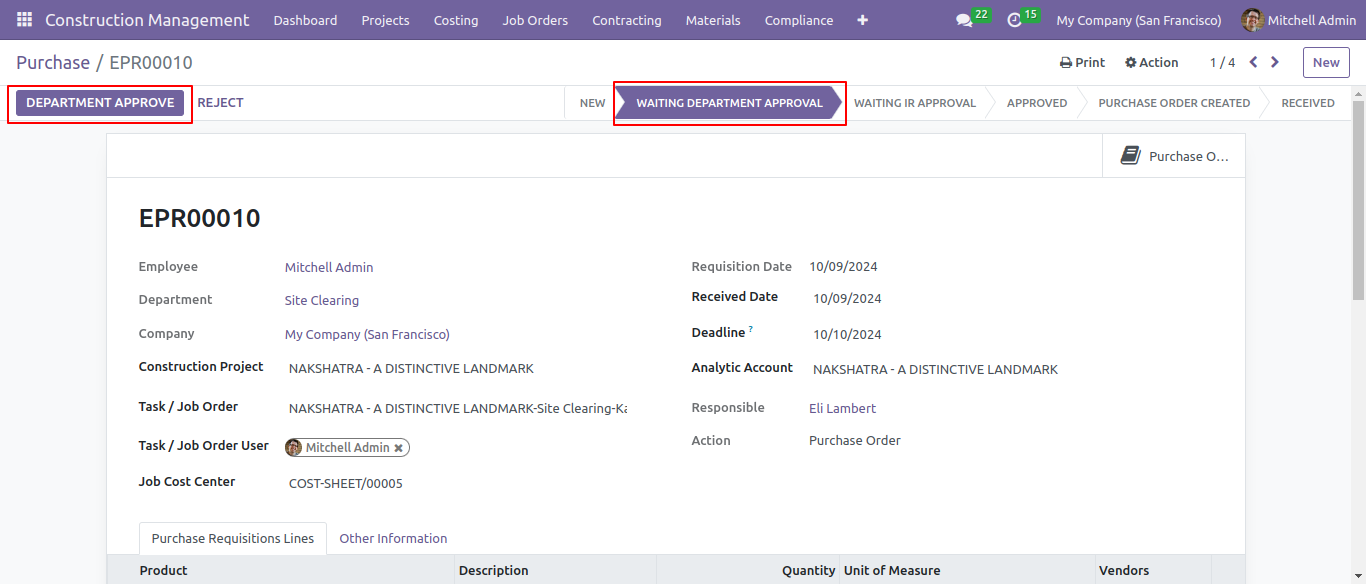 Construction Management Dashboard Projects Costing Job Orders Contracting Materials Compliance + 22 15 My Company (San Francisco) Mitchell Admin
Purchase / EPR00010 Print Action 1 / 4 New
DEPARTMENT APPROVE REJECT NEW WAITING DEPARTMENT APPROVAL WAITING IR APPROVAL APPROVED PURCHASE ORDER CREATED RECEIVED
Purchase O...
EPR00010
Employee Mitchell Admin Requisition Date 10/09/2024
Department Site Clearing Received Date 10/09/2024
Company My Company (San Francisco) Deadline ? 10/10/2024
Construction Project NAKSHATRA - A DISTINCTIVE LANDMARK Analytic Account NAKSHATRA - A DISTINCTIVE LANDMARK
Task / Job Order NAKSHATRA - A DISTINCTIVE LANDMARK-Site Clearing-Ka Responsible Eli Lambert
Task / Job Order User Mitchell Admin × Action Purchase Order
Job Cost Center COST-SHEET/00005
Purchase Requisitions Lines Other Information
Product Description Quantity Unit of Measure Vendors